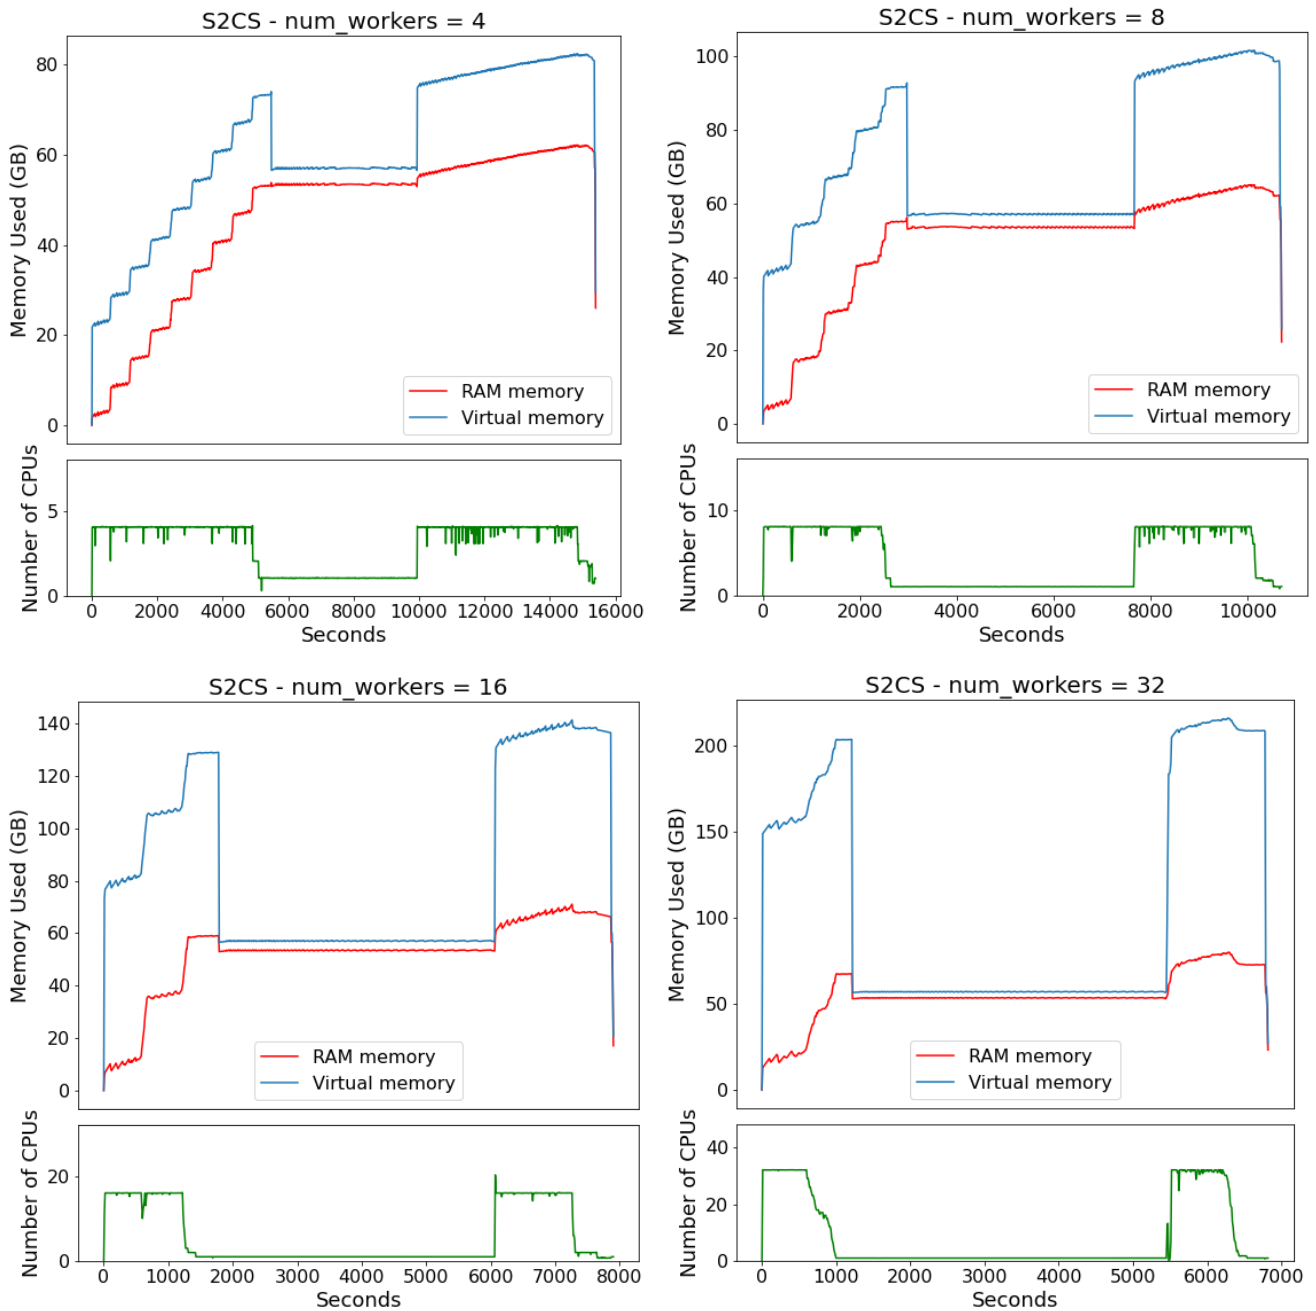 S2CS - num_workers = 4
Memory Used (GB)
80
60
40
20
0
RAM memory
Virtual memory
Number of CPUs
5
0
0 2000 4000 6000 8000 10000 12000 14000 16000
Seconds
S2CS - num_workers = 8
Memory Used (GB)
100
80
60
40
20
0
RAM memory
Virtual memory
Number of CPUs
10
0
0 2000 4000 6000 8000 10000
Seconds
S2CS - num_workers = 16
Memory Used (GB)
140
120
100
80
60
40
20
0
RAM memory
Virtual memory
Number of CPUs
20
0
0 1000 2000 3000 4000 5000 6000 7000 8000
Seconds
S2CS - num_workers = 32
Memory Used (GB)
200
150
100
50
0
RAM memory
Virtual memory
Number of CPUs
40
20
0
0 1000 2000 3000 4000 5000 6000 7000
Seconds